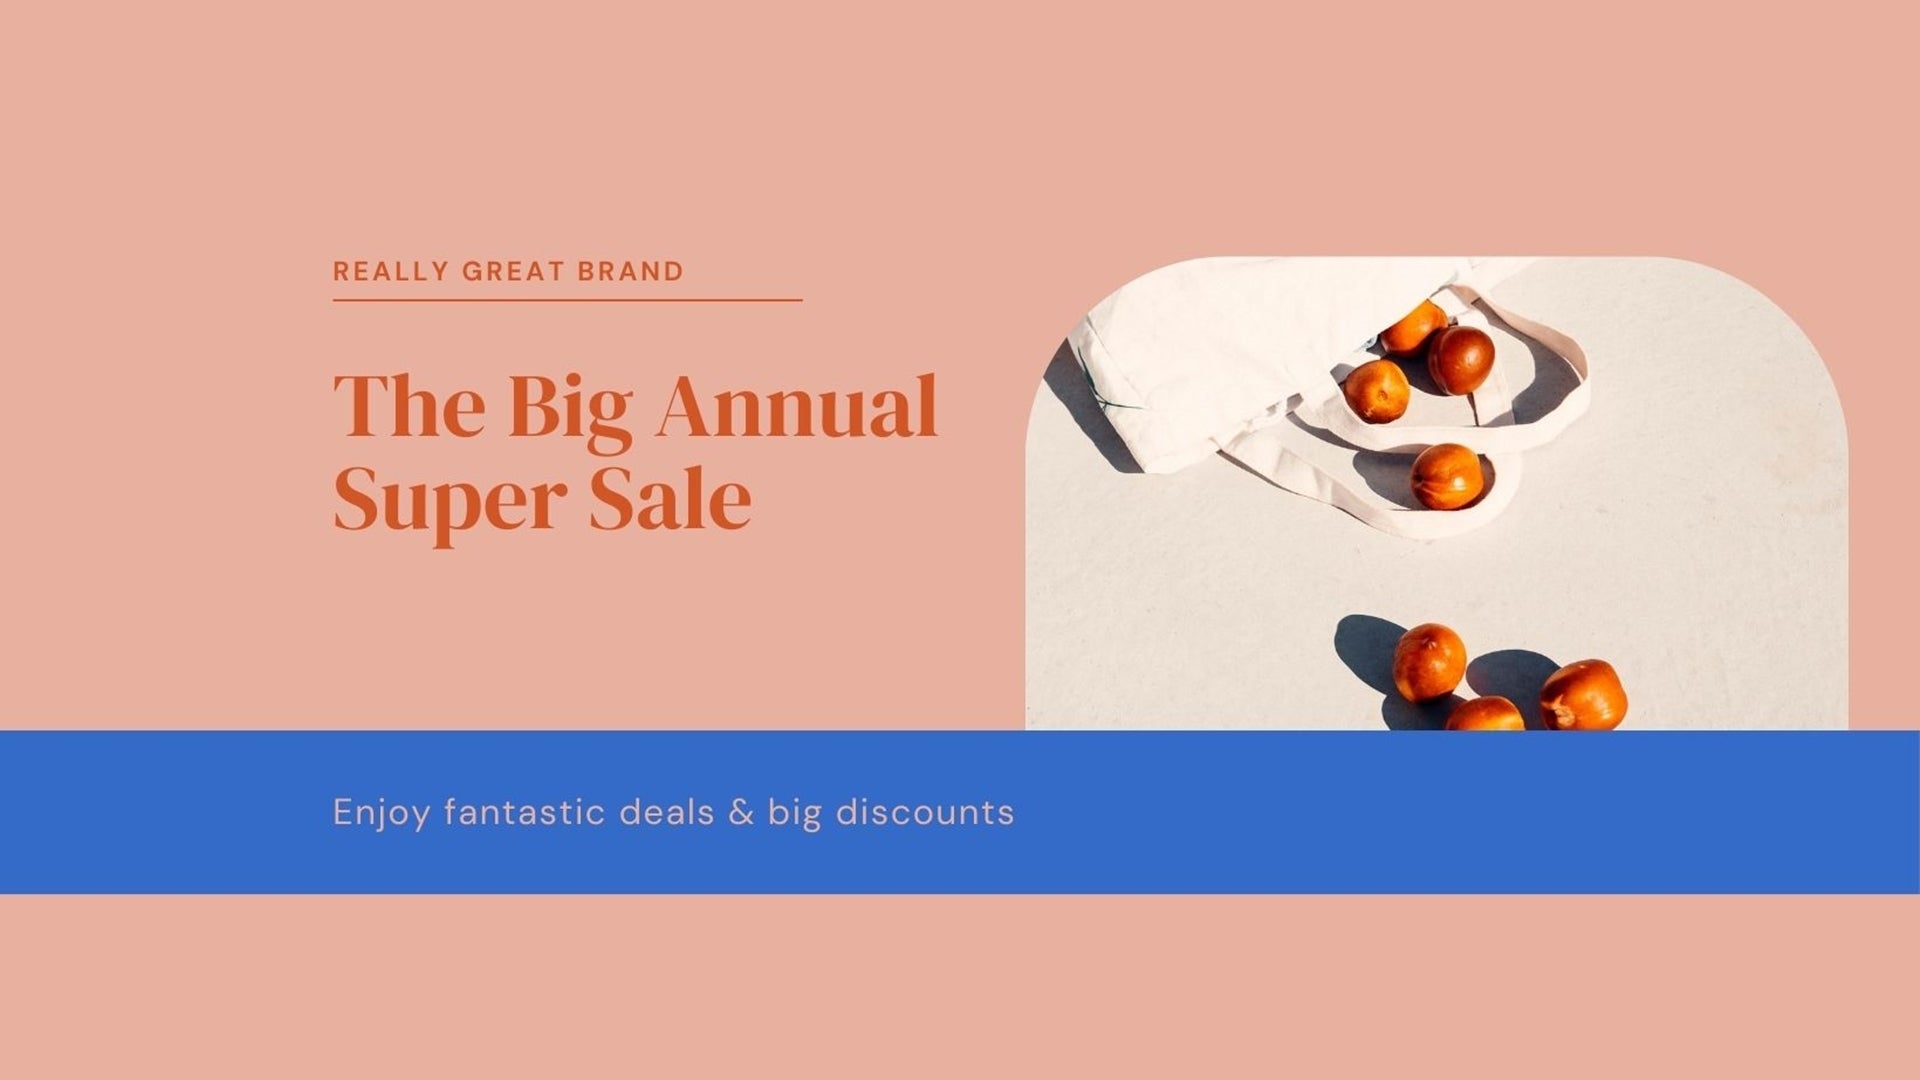 REALLY GREAT BRAND
The Big Annual
Super Sale
Enjoy fantastic deals & big discounts